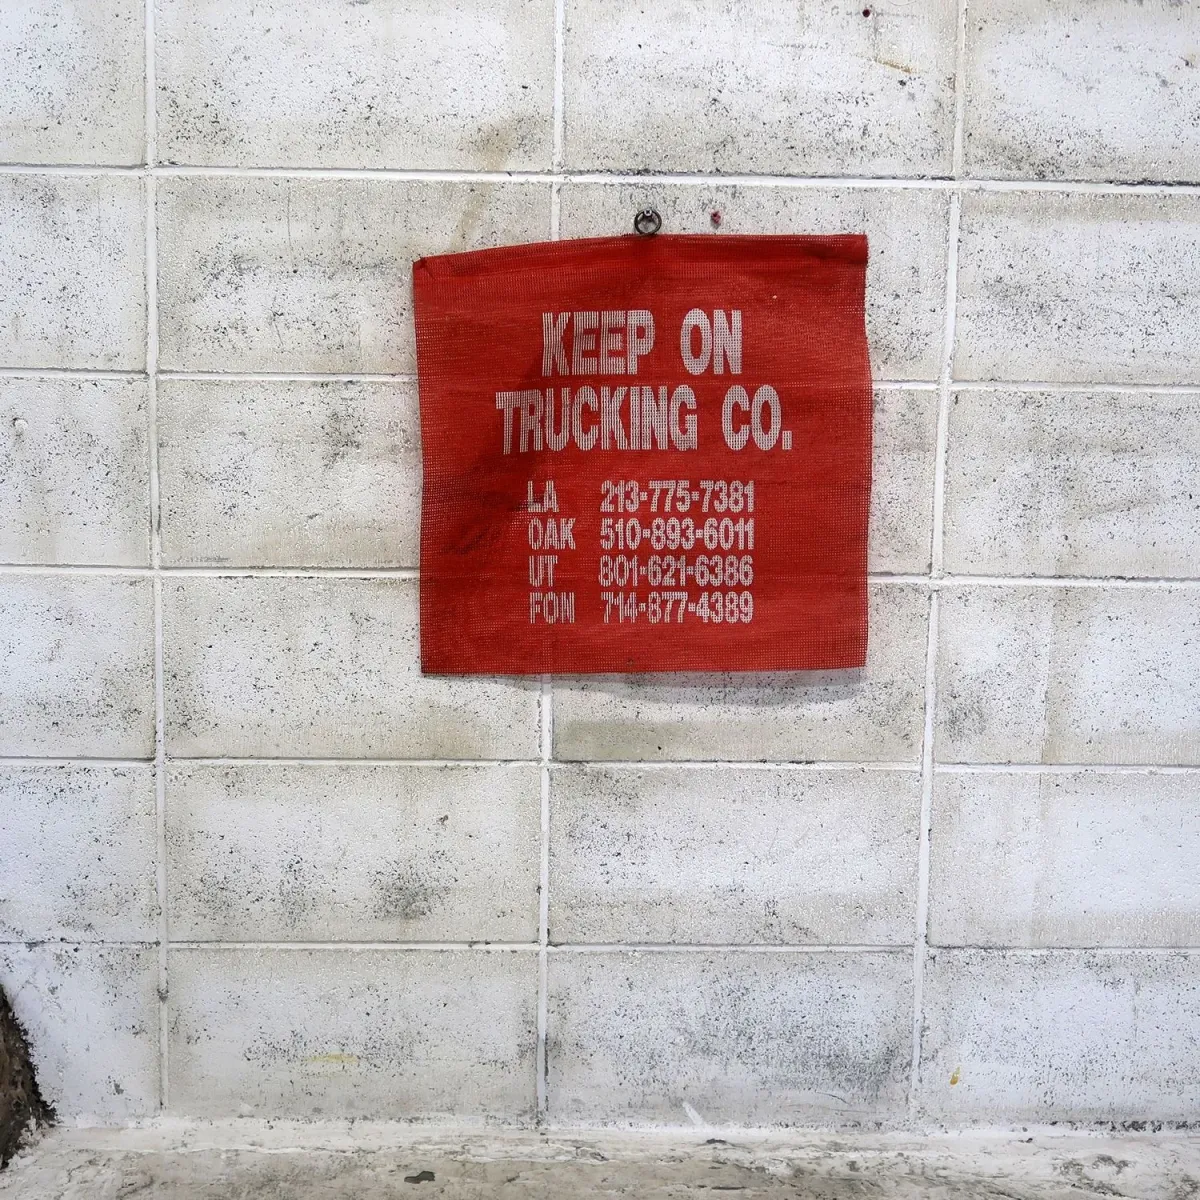 KEEP ON
TRUCKING CO.
LA 213-775-7381
OAK 510-893-6011
UT 801-621-6386
FON 714-877-4389